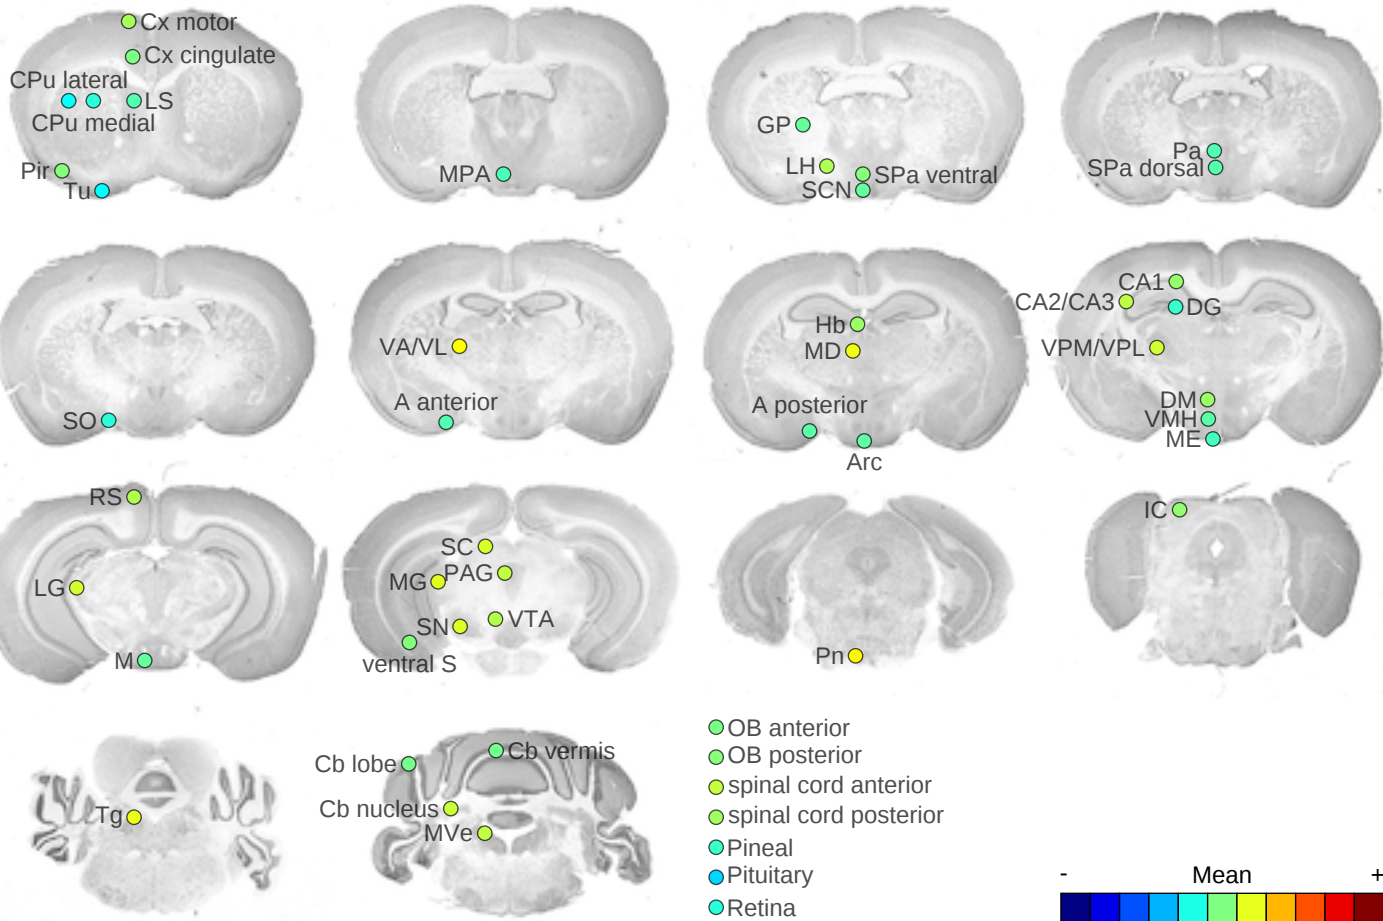 Cx motor
Cx cingulate
CPu lateral
LS
CPu medial
Pir
Tu
MPA
GP
LH
SPa ventral
SCN
Pa
SPa dorsal
SO
VA/VL
A anterior
Hb
MD
A posterior
Arc
CA1
CA2/CA3
DG
VPM/VPL
DM
VMH
ME
RS
LG
M
SC
PAG
MG
VTA
SN
ventral S
Pn
IC
Tg
Cb vermis
Cb lobe
Cb nucleus
MVe
OB anterior
OB posterior
spinal cord anterior
spinal cord posterior
Pineal
Pituitary
Retina
- Mean +